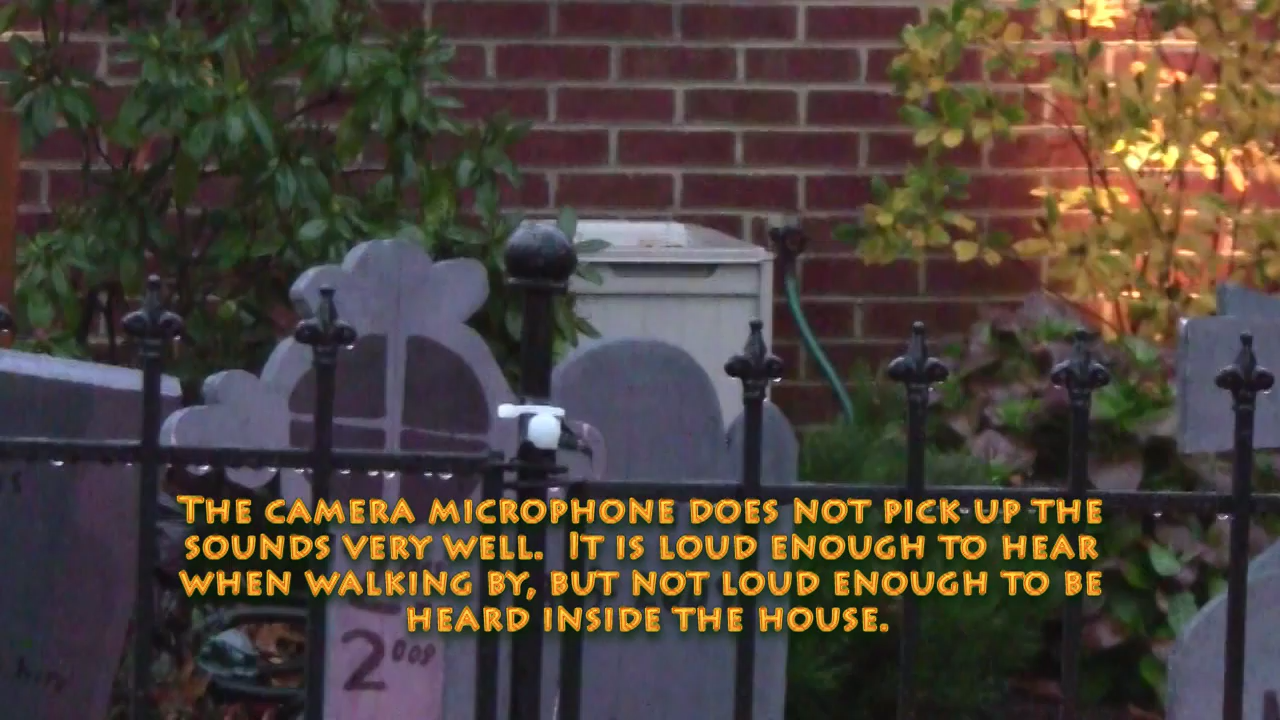 The camera microphone does not pick up the
sounds very well. It is loud enough to hear
when walking by, but not loud enough to be
heard inside the house.
2008